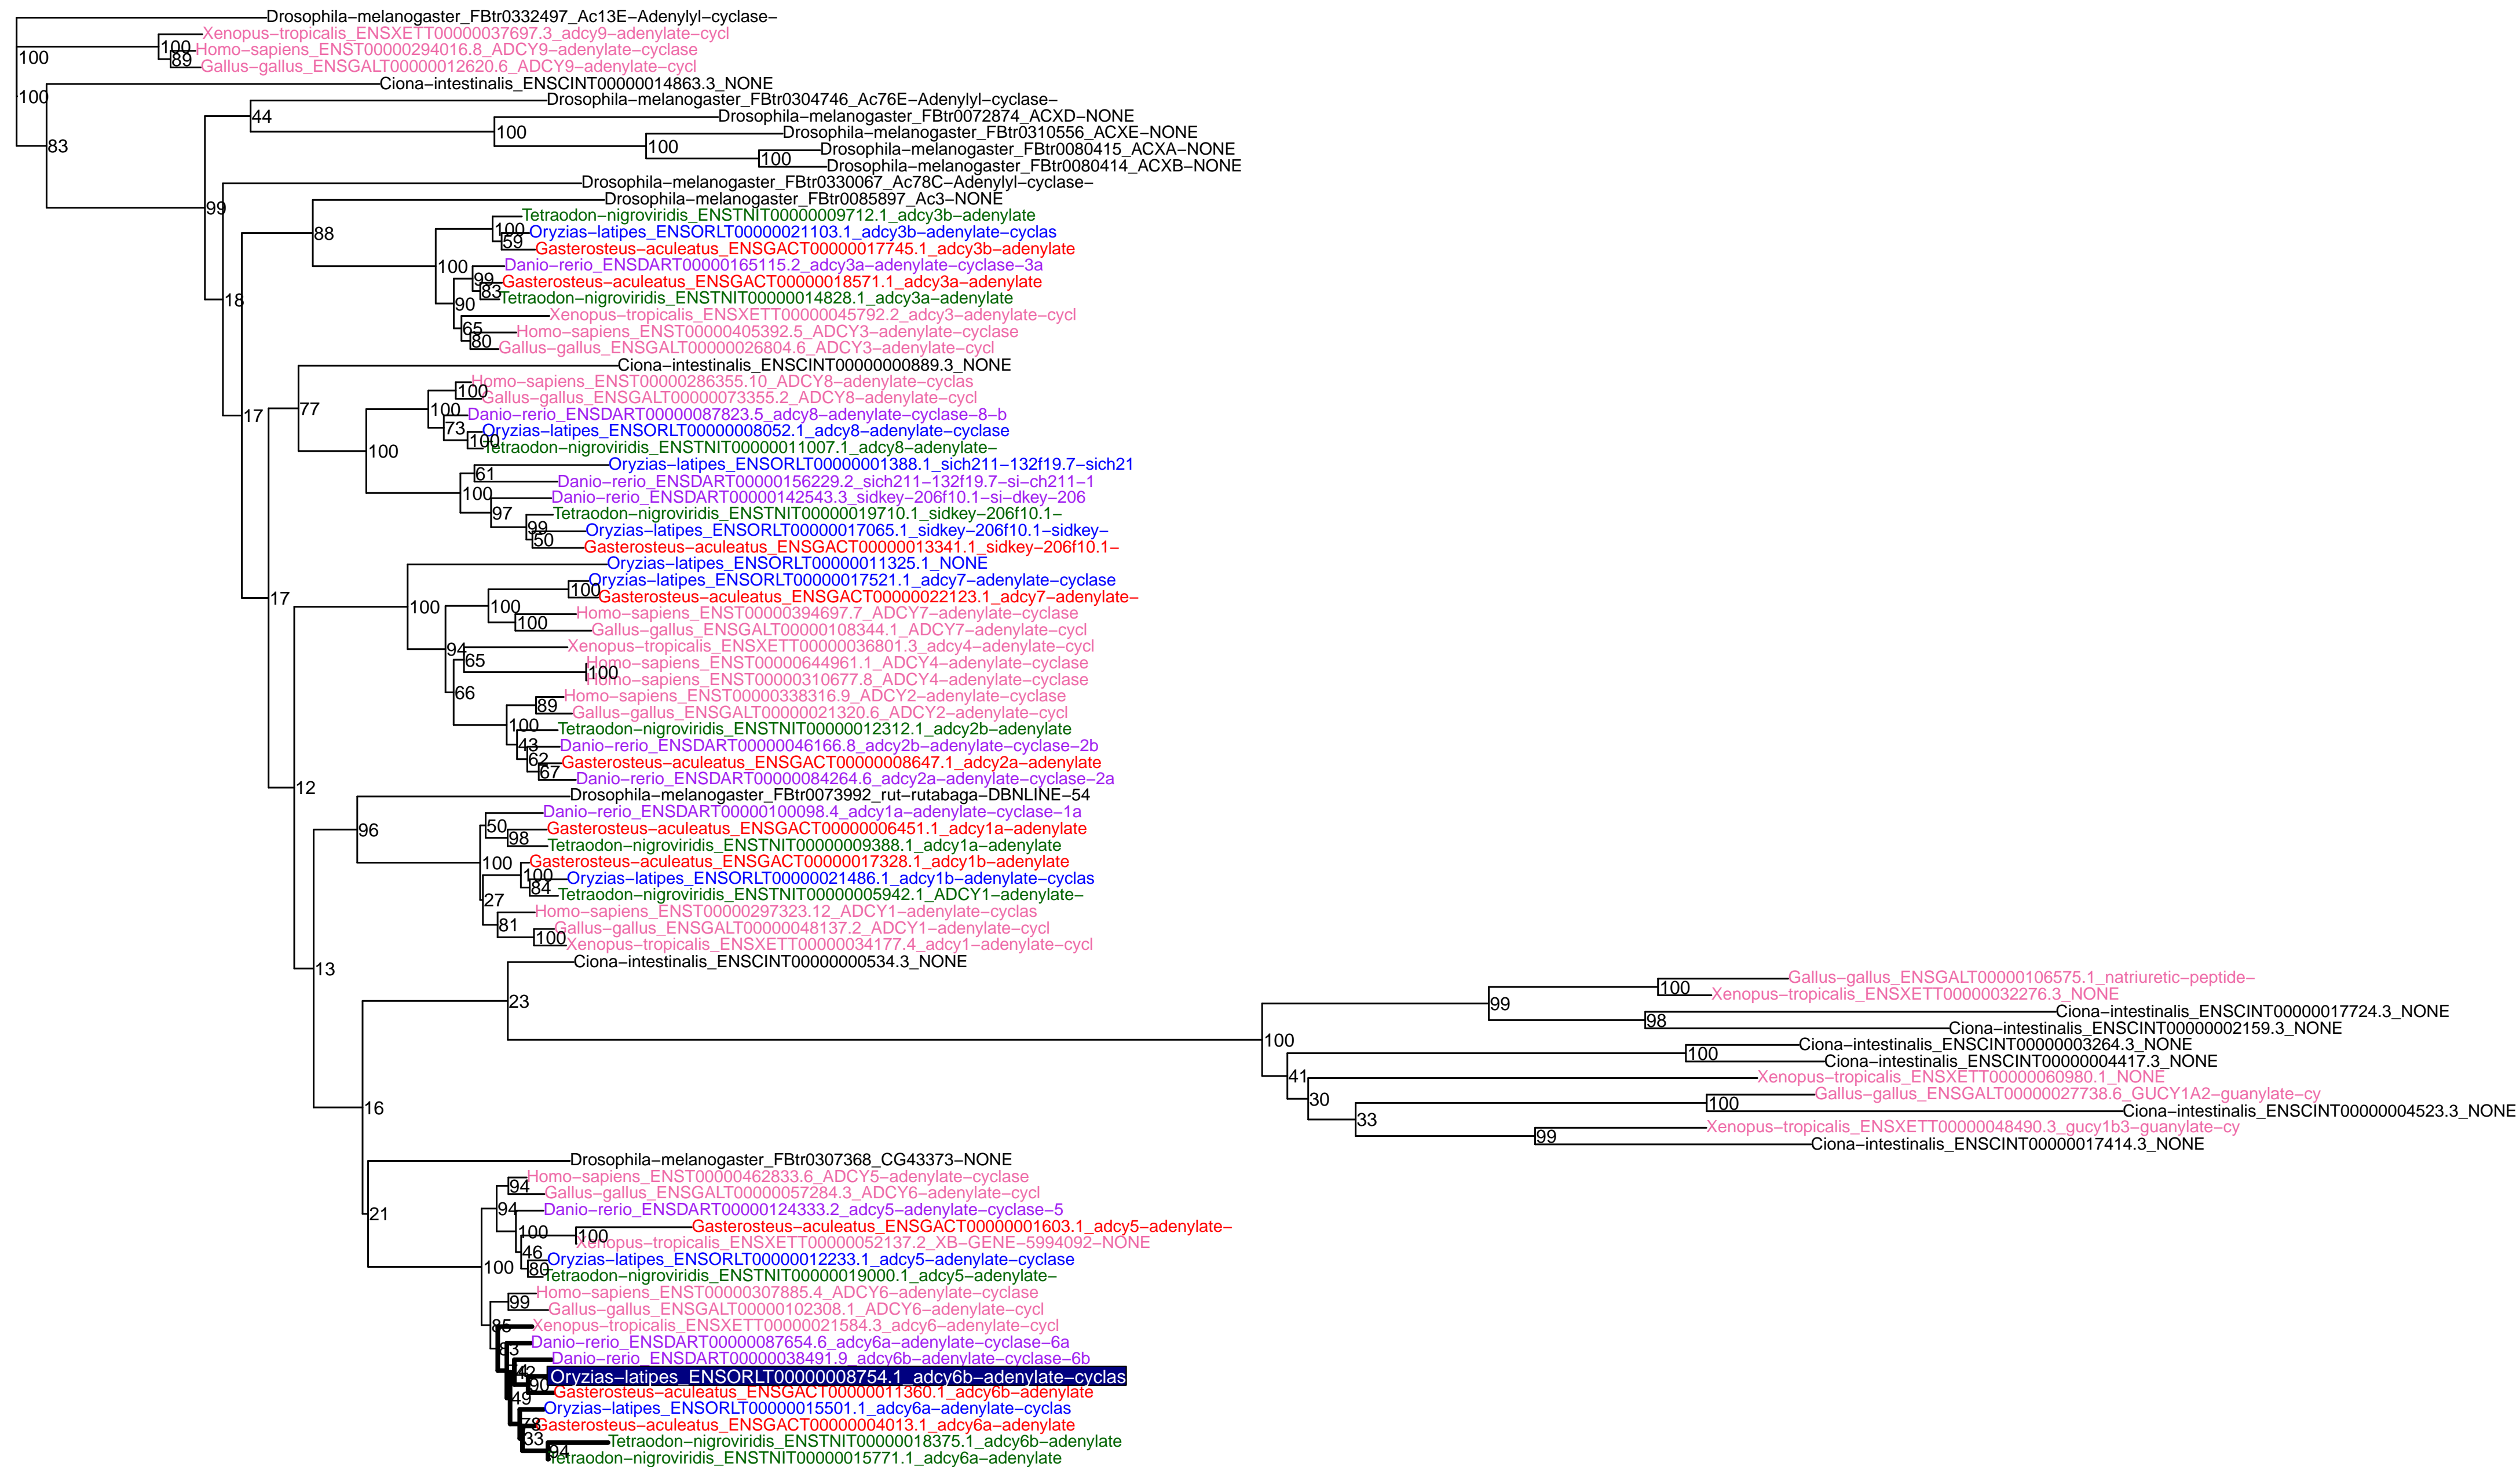 Drosophila−melanogaster_FBtr0332497_Ac13E−Adenylyl−cyclase−
Xenopus−tropicalis_ENSXETT00000037697.3_adcy9−adenylate−cycl
100
Homo−sapiens_ENST00000294016.8_ADCY9−adenylate−cyclase
100
89
Gallus−gallus_ENSGALT00000012620.6_ADCY9−adenylate−cycl
Ciona−intestinalis_ENSCINT00000014863.3_NONE
100
Drosophila−melanogaster_FBtr0304746_Ac76E−Adenylyl−cyclase−
44
Drosophila−melanogaster_FBtr0072874_ACXD−NONE
100
Drosophila−melanogaster_FBtr0310556_ACXE−NONE
83
100
Drosophila−melanogaster_FBtr0080415_ACXA−NONE
100
Drosophila−melanogaster_FBtr0080414_ACXB−NONE
Drosophila−melanogaster_FBtr0330067_Ac78C−Adenylyl−cyclase−
Drosophila−melanogaster_FBtr0085897_Ac3−NONE
99
Tetraodon−nigroviridis_ENSTNIT00000009712.1_adcy3b−adenylate
88
100
Oryzias−latipes_ENSORLT00000021103.1_adcy3b−adenylate−cyclas
59
Gasterosteus−aculeatus_ENSGACT00000017745.1_adcy3b−adenylate
100
Danio−rerio_ENSDART00000165115.2_adcy3a−adenylate−cyclase−3a
99
Gasterosteus−aculeatus_ENSGACT00000018571.1_adcy3a−adenylate
83
18
Tetraodon−nigroviridis_ENSTNIT00000014828.1_adcy3a−adenylate
90
Xenopus−tropicalis_ENSXETT00000045792.2_adcy3−adenylate−cycl
65
Homo−sapiens_ENST00000405392.5_ADCY3−adenylate−cyclase
80
Gallus−gallus_ENSGALT00000026804.6_ADCY3−adenylate−cycl
Ciona−intestinalis_ENSCINT00000000889.3_NONE
Homo−sapiens_ENST00000286355.10_ADCY8−adenylate−cyclas
100
Gallus−gallus_ENSGALT00000073355.2_ADCY8−adenylate−cycl
77
100
17
Danio−rerio_ENSDART00000087823.5_adcy8−adenylate−cyclase−8−b
73
Oryzias−latipes_ENSORLT00000008052.1_adcy8−adenylate−cyclase
100
Tetraodon−nigroviridis_ENSTNIT00000011007.1_adcy8−adenylate−
100
Oryzias−latipes_ENSORLT00000001388.1_sich211−132f19.7−sich21
61
Danio−rerio_ENSDART00000156229.2_sich211−132f19.7−si−ch211−1
100
Danio−rerio_ENSDART00000142543.3_sidkey−206f10.1−si−dkey−206
97
Tetraodon−nigroviridis_ENSTNIT00000019710.1_sidkey−206f10.1−
99
Oryzias−latipes_ENSORLT00000017065.1_sidkey−206f10.1−sidkey−
50
Gasterosteus−aculeatus_ENSGACT00000013341.1_sidkey−206f10.1−
Oryzias−latipes_ENSORLT00000011325.1_NONE
Oryzias−latipes_ENSORLT00000017521.1_adcy7−adenylate−cyclase
100
17
Gasterosteus−aculeatus_ENSGACT00000022123.1_adcy7−adenylate−
100
100
Homo−sapiens_ENST00000394697.7_ADCY7−adenylate−cyclase
100
Gallus−gallus_ENSGALT00000108344.1_ADCY7−adenylate−cycl
94
Xenopus−tropicalis_ENSXETT00000036801.3_adcy4−adenylate−cycl
65
Homo−sapiens_ENST00000644961.1_ADCY4−adenylate−cyclase
100
Homo−sapiens_ENST00000310677.8_ADCY4−adenylate−cyclase
66
Homo−sapiens_ENST00000338316.9_ADCY2−adenylate−cyclase
89
Gallus−gallus_ENSGALT00000021320.6_ADCY2−adenylate−cycl
100
Tetraodon−nigroviridis_ENSTNIT00000012312.1_adcy2b−adenylate
43
Danio−rerio_ENSDART00000046166.8_adcy2b−adenylate−cyclase−2b
62
Gasterosteus−aculeatus_ENSGACT00000008647.1_adcy2a−adenylate
67
Danio−rerio_ENSDART00000084264.6_adcy2a−adenylate−cyclase−2a
12
Drosophila−melanogaster_FBtr0073992_rut−rutabaga−DBNLINE−54
Danio−rerio_ENSDART00000100098.4_adcy1a−adenylate−cyclase−1a
96
50
Gasterosteus−aculeatus_ENSGACT00000006451.1_adcy1a−adenylate
98
Tetraodon−nigroviridis_ENSTNIT00000009388.1_adcy1a−adenylate
100
Gasterosteus−aculeatus_ENSGACT00000017328.1_adcy1b−adenylate
100
Oryzias−latipes_ENSORLT00000021486.1_adcy1b−adenylate−cyclas
84
Tetraodon−nigroviridis_ENSTNIT00000005942.1_ADCY1−adenylate−
27
Homo−sapiens_ENST00000297323.12_ADCY1−adenylate−cyclas
81
Gallus−gallus_ENSGALT00000048137.2_ADCY1−adenylate−cycl
100
Xenopus−tropicalis_ENSXETT00000034177.4_adcy1−adenylate−cycl
13
Ciona−intestinalis_ENSCINT00000000534.3_NONE
Gallus−gallus_ENSGALT00000106575.1_natriuretic−peptide−
100
Xenopus−tropicalis_ENSXETT00000032276.3_NONE
23
99
Ciona−intestinalis_ENSCINT00000017724.3_NONE
98
Ciona−intestinalis_ENSCINT00000002159.3_NONE
100
Ciona−intestinalis_ENSCINT00000003264.3_NONE
100
Ciona−intestinalis_ENSCINT00000004417.3_NONE
41
Xenopus−tropicalis_ENSXETT00000060980.1_NONE
30
Gallus−gallus_ENSGALT00000027738.6_GUCY1A2−guanylate−cy
100
16
Ciona−intestinalis_ENSCINT00000004523.3_NONE
33
Xenopus−tropicalis_ENSXETT00000048490.3_gucy1b3−guanylate−cy
99
Ciona−intestinalis_ENSCINT00000017414.3_NONE
Drosophila−melanogaster_FBtr0307368_CG43373−NONE
Homo−sapiens_ENST00000462833.6_ADCY5−adenylate−cyclase
94
Gallus−gallus_ENSGALT00000057284.3_ADCY6−adenylate−cycl
21
94
Danio−rerio_ENSDART00000124333.2_adcy5−adenylate−cyclase−5
100
Gasterosteus−aculeatus_ENSGACT00000001603.1_adcy5−adenylate−
100
Xenopus−tropicalis_ENSXETT00000052137.2_XB−GENE−5994092−NONE
46
Oryzias−latipes_ENSORLT00000012233.1_adcy5−adenylate−cyclase
100
80
Tetraodon−nigroviridis_ENSTNIT00000019000.1_adcy5−adenylate−
Homo−sapiens_ENST00000307885.4_ADCY6−adenylate−cyclase
99
Gallus−gallus_ENSGALT00000102308.1_ADCY6−adenylate−cycl
85
Xenopus−tropicalis_ENSXETT00000021584.3_adcy6−adenylate−cycl
83
Danio−rerio_ENSDART00000087654.6_adcy6a−adenylate−cyclase−6a
Danio−rerio_ENSDART00000038491.9_adcy6b−adenylate−cyclase−6b
Oryzias−latipes_ENSORLT00000008754.1_adcy6b−adenylate−cyclas
90
Gasterosteus−aculeatus_ENSGACT00000011360.1_adcy6b−adenylate
49
Oryzias−latipes_ENSORLT00000015501.1_adcy6a−adenylate−cyclas
78
Gasterosteus−aculeatus_ENSGACT00000004013.1_adcy6a−adenylate
33
Tetraodon−nigroviridis_ENSTNIT00000018375.1_adcy6b−adenylate
94
Tetraodon−nigroviridis_ENSTNIT00000015771.1_adcy6a−adenylate